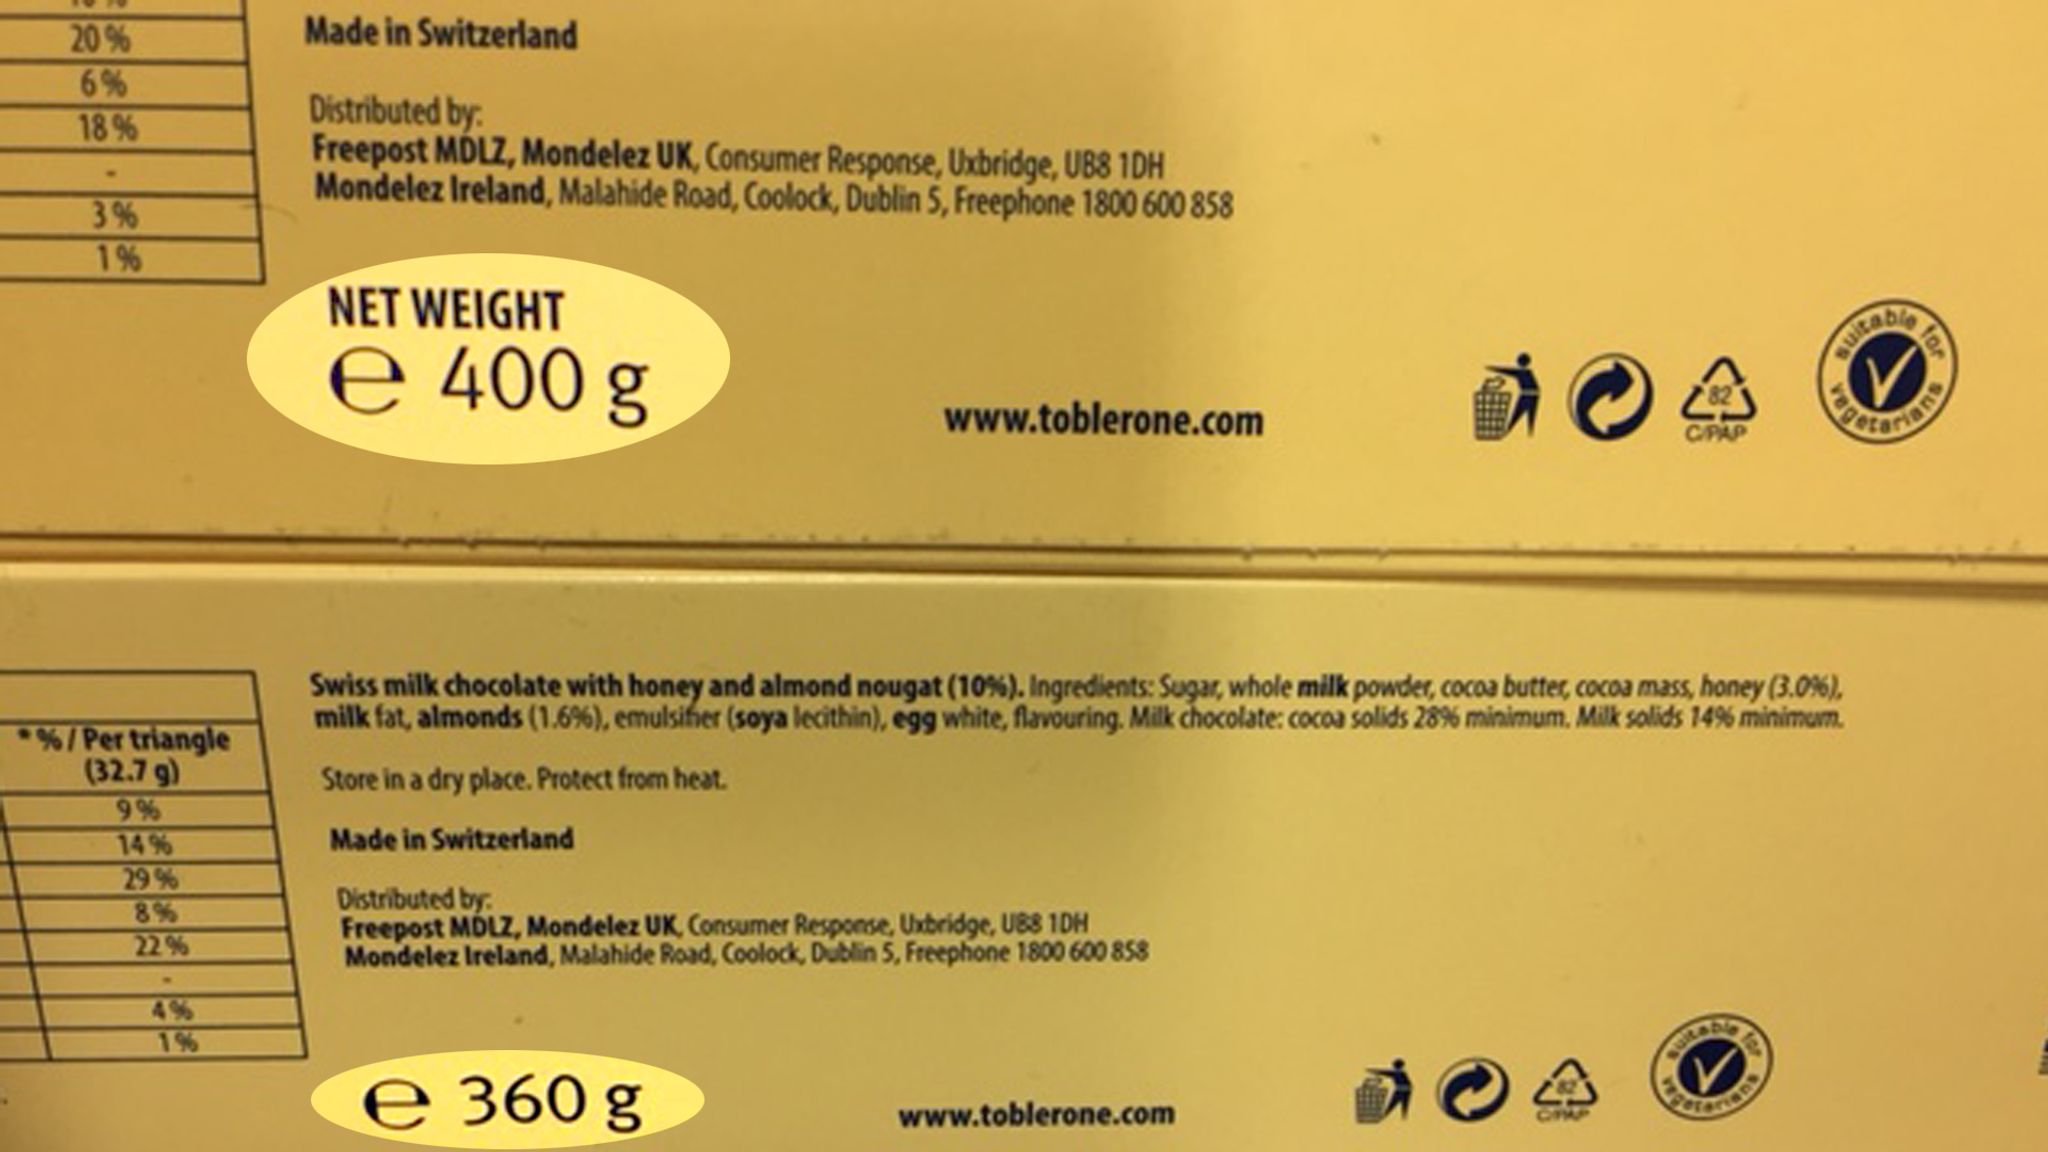 20 %
6 %
18 %
-
3 %
1 %
Made in Switzerland
Distributed by:
Freepost MDLZ, Mondelez UK, Consumer Response, Uxbridge, UB8 1DH
Mondelez Ireland, Malahide Road, Coolock, Dublin 5, Freephone 1800 600 858
NET WEIGHT
e 400 g
www.toblerone.com
82
C/PAP
suitable for vegetarians
* % / Per triangle
(32.7 g)
9 %
14 %
29 %
8 %
22 %
-
4 %
1 %
Swiss milk chocolate with honey and almond nougat (10%). Ingredients: Sugar, whole milk powder, cocoa butter, cocoa mass, honey (3.0%),
milk fat, almonds (1.6%), emulsifier (soya lecithin), egg white, flavouring. Milk chocolate: cocoa solids 28% minimum. Milk solids 14% minimum.
Store in a dry place. Protect from heat.
Made in Switzerland
Distributed by:
Freepost MDLZ, Mondelez UK, Consumer Response, Uxbridge, UB8 1DH
Mondelez Ireland, Malahide Road, Coolock, Dublin 5, Freephone 1800 600 858
e 360 g
www.toblerone.com
82
C/PAP
suitable for vegetarians